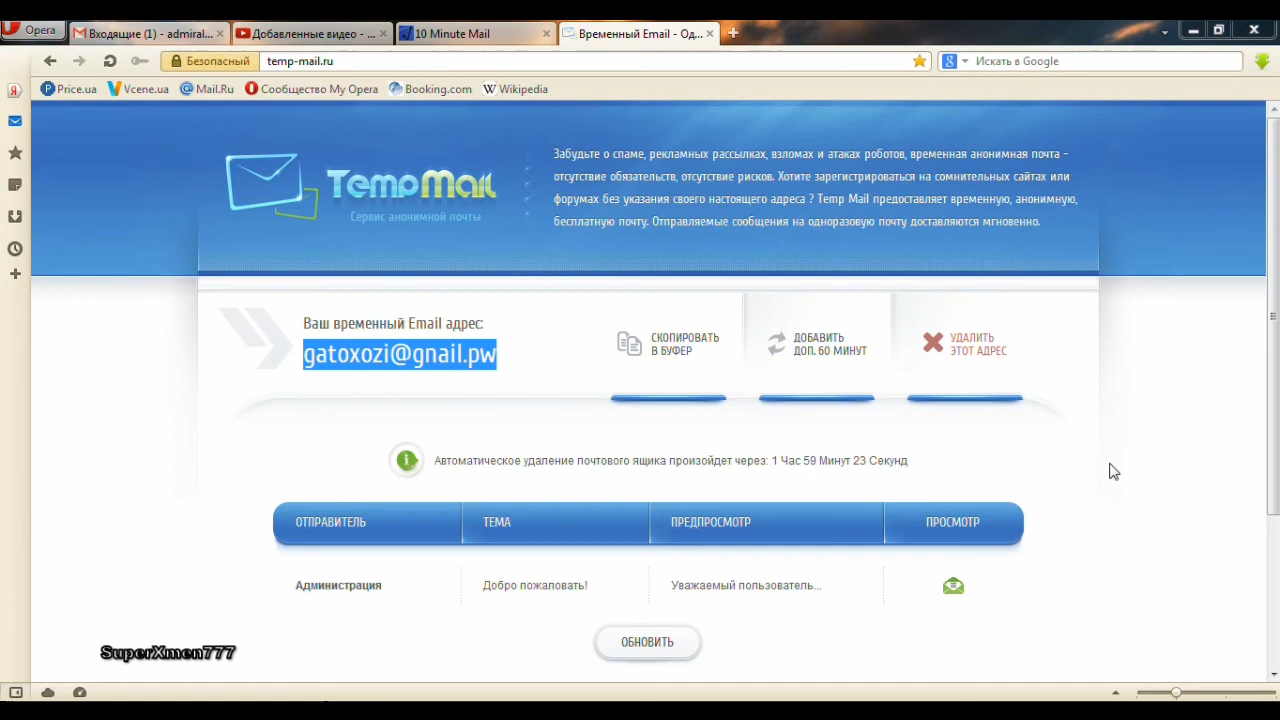 Opera
Входящие (1) - admiral...
Добавленные видео - ...
10 Minute Mail
Временный Email - Од...
Безопасный
temp-mail.ru
Искать в Google
Price.ua
Vcene.ua
Mail.Ru
Сообщество My Opera
Booking.com
Wikipedia
TempMail
Сервис анонимной почты
Забудьте о спаме, рекламных рассылках, взломах и атаках роботов, временная анонимная почта -
отсутствие обязательств, отсутствие рисков. Хотите зарегистрироваться на сомнительных сайтах или
форумах без указания своего настоящего адреса ? Temp Mail предоставляет временную, анонимную,
бесплатную почту. Отправляемые сообщения на одноразовую почту доставляются мгновенно.
Ваш временный Email адрес:
gatoxozi@gnail.pw
СКОПИРОВАТЬ
В БУФЕР
ДОБАВИТЬ
ДОП. 60 МИНУТ
УДАЛИТЬ
ЭТОТ АДРЕС
Автоматическое удаление почтового ящика произойдет через: 1 Час 59 Минут 23 Секунд
ОТПРАВИТЕЛЬ
ТЕМА
ПРЕДПРОСМОТР
ПРОСМОТР
Администрация
Добро пожаловать!
Уважаемый пользователь...
ОБНОВИТЬ
SuperXmen777